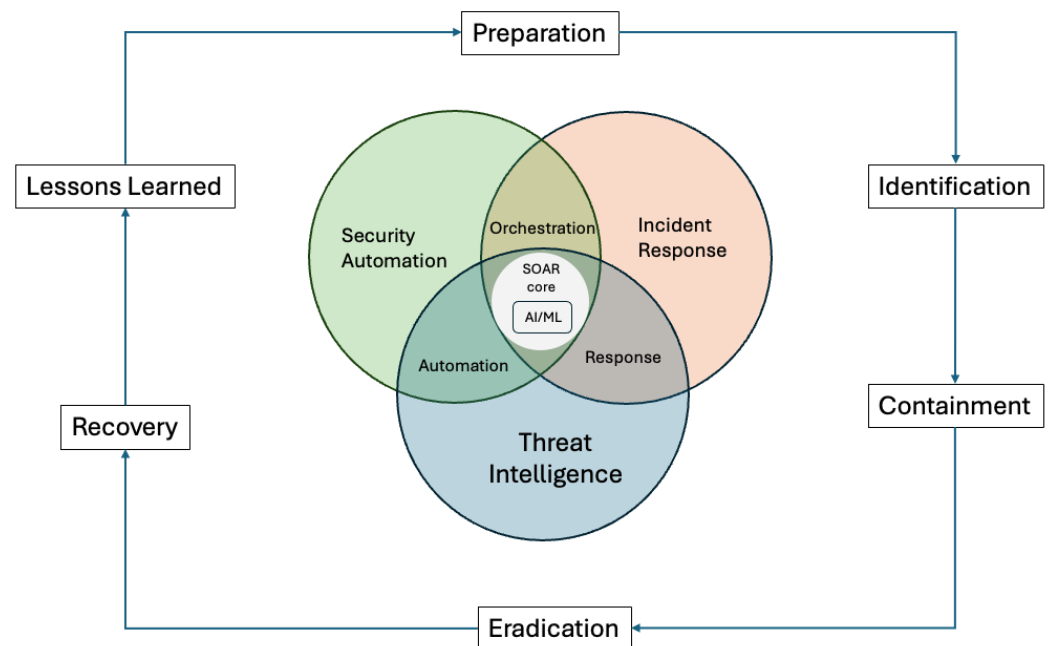 Preparation
Lessons Learned
Identification
Orchestration
Incident
Response
Security
Automation
SOAR
core
AI/ML
Automation
Response
Containment
Recovery
Threat
Intelligence
Eradication